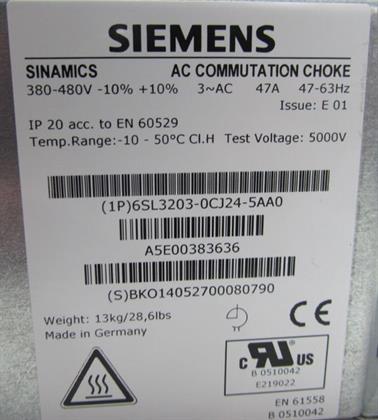 SIEMENS
SINAMICS AC COMMUTATION CHOKE
380-480V -10% +10% 3~AC 47A 47-63Hz
Issue: E 01
IP 20 acc. to EN 60529
Temp.Range:-10 - 50°C Cl.H Test Voltage: 5000V
(1P)6SL3203-0CJ24-5AA0
A5E00383636
(S)BKO14052700080790
Weight: 13kg/28,6lbs
Made in Germany
C RU US
B 0510042
E219022
EN 61558
B 0510042